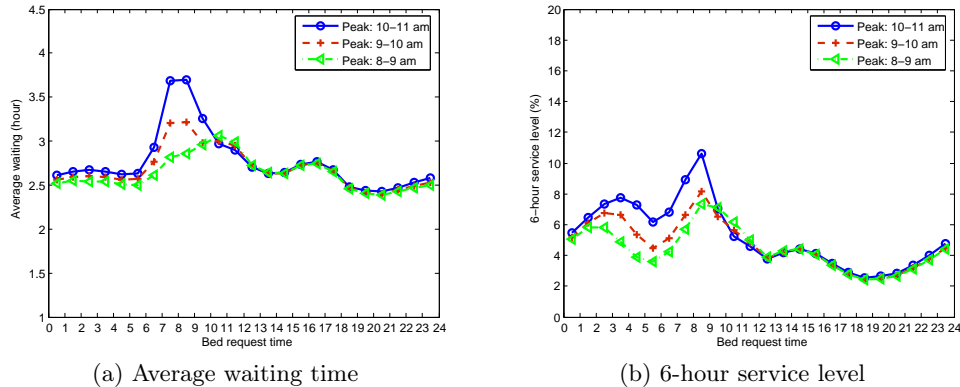 4.5
4
3.5
3
2.5
2
1.5
1
Average waiting (hour)
0 1 2 3 4 5 6 7 8 9 10 11 12 13 14 15 16 17 18 19 20 21 22 23 24
Bed request time
Peak: 10–11 am
Peak: 9–10 am
Peak: 8–9 am
(a) Average waiting time
20
18
16
14
12
10
8
6
4
2
0
6–hour service level (%)
0 1 2 3 4 5 6 7 8 9 10 11 12 13 14 15 16 17 18 19 20 21 22 23 24
Bed request time
Peak: 10–11 am
Peak: 9–10 am
Peak: 8–9 am
(b) 6-hour service level